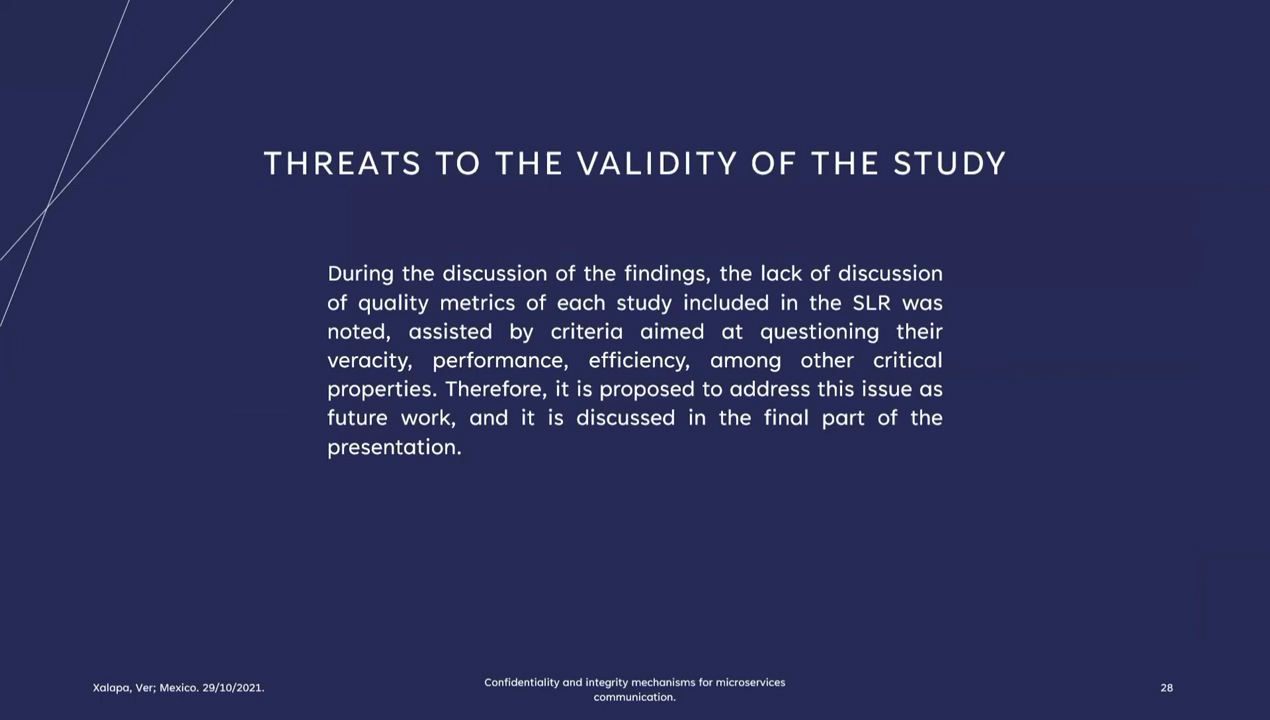 THREATS TO THE VALIDITY OF THE STUDY
During the discussion of the findings, the lack of discussion
of quality metrics of each study included in the SLR was
noted, assisted by criteria aimed at questioning their
veracity, performance, efficiency, among other critical
properties. Therefore, it is proposed to address this issue as
future work, and it is discussed in the final part of the
presentation.
Xalapa, Ver; Mexico. 29/10/2021.
Confidentiality and integrity mechanisms for microservices
communication.
28